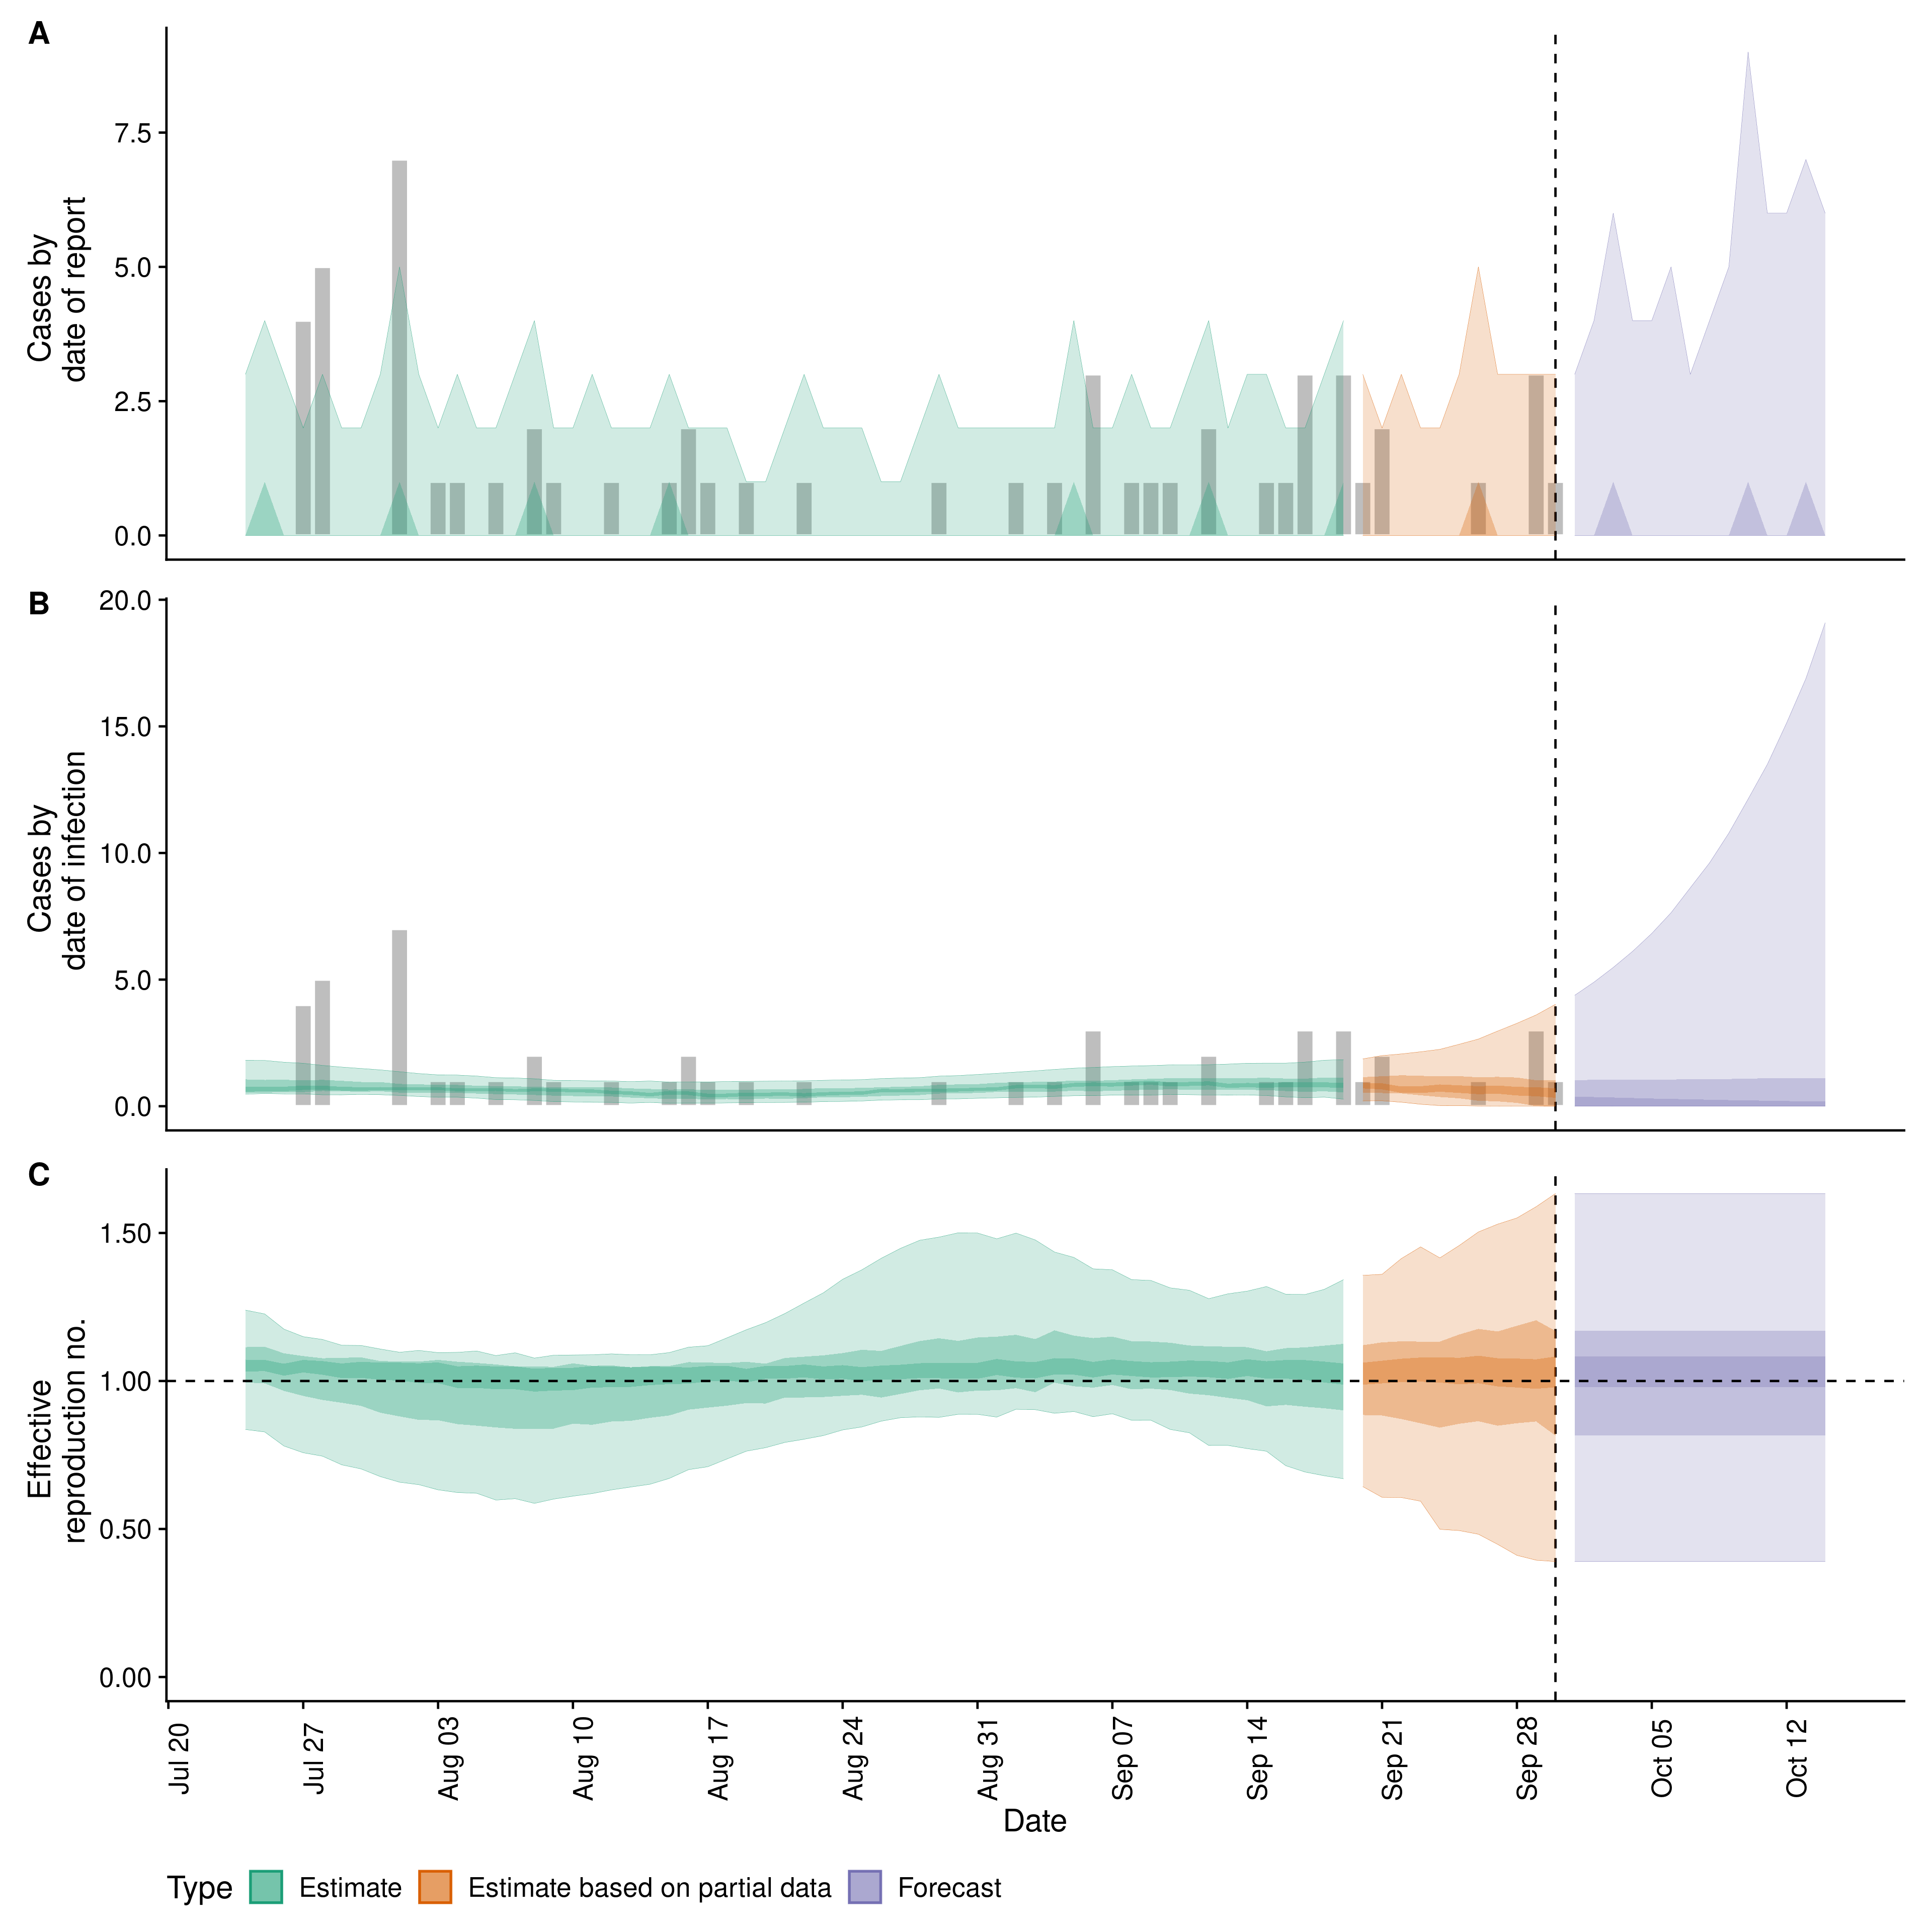 A
Cases by
date of report
7.5
5.0
2.5
0.0
B
Cases by
date of infection
20.0
15.0
10.0
5.0
0.0
C
Effective
reproduction no.
1.50
1.00
0.50
0.00
Jul 20
Jul 27
Aug 03
Aug 10
Aug 17
Aug 24
Aug 31
Sep 07
Sep 14
Sep 21
Sep 28
Oct 05
Oct 12
Date
Type Estimate Estimate based on partial data Forecast